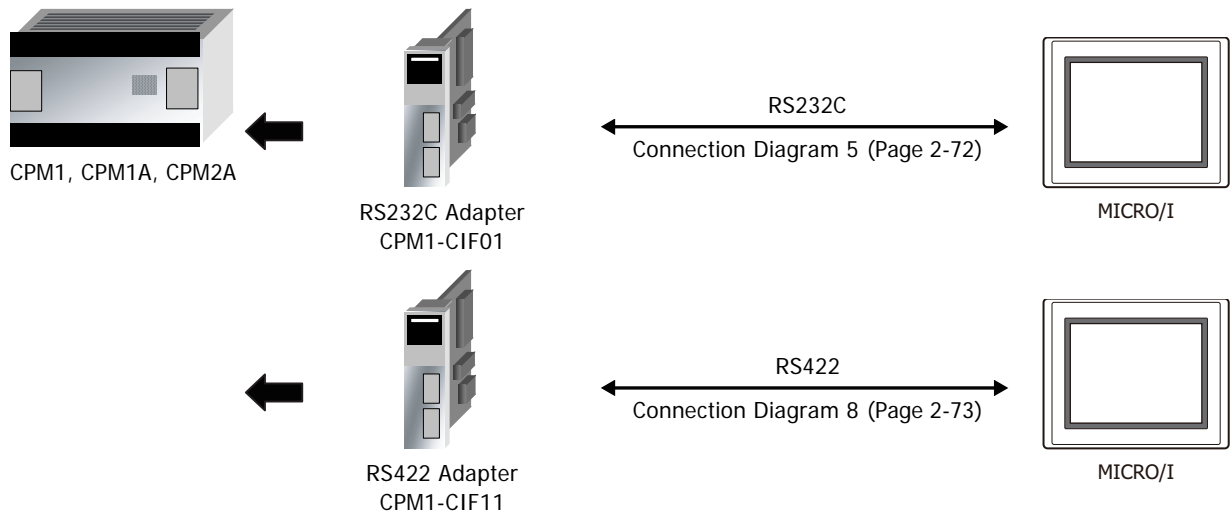 RS232C
Connection Diagram 5 (Page 2-72)
CPM1, CPM1A, CPM2A
RS232C Adapter
CPM1-CIF01
MICRO/I
RS422
Connection Diagram 8 (Page 2-73)
RS422 Adapter
CPM1-CIF11
MICRO/I